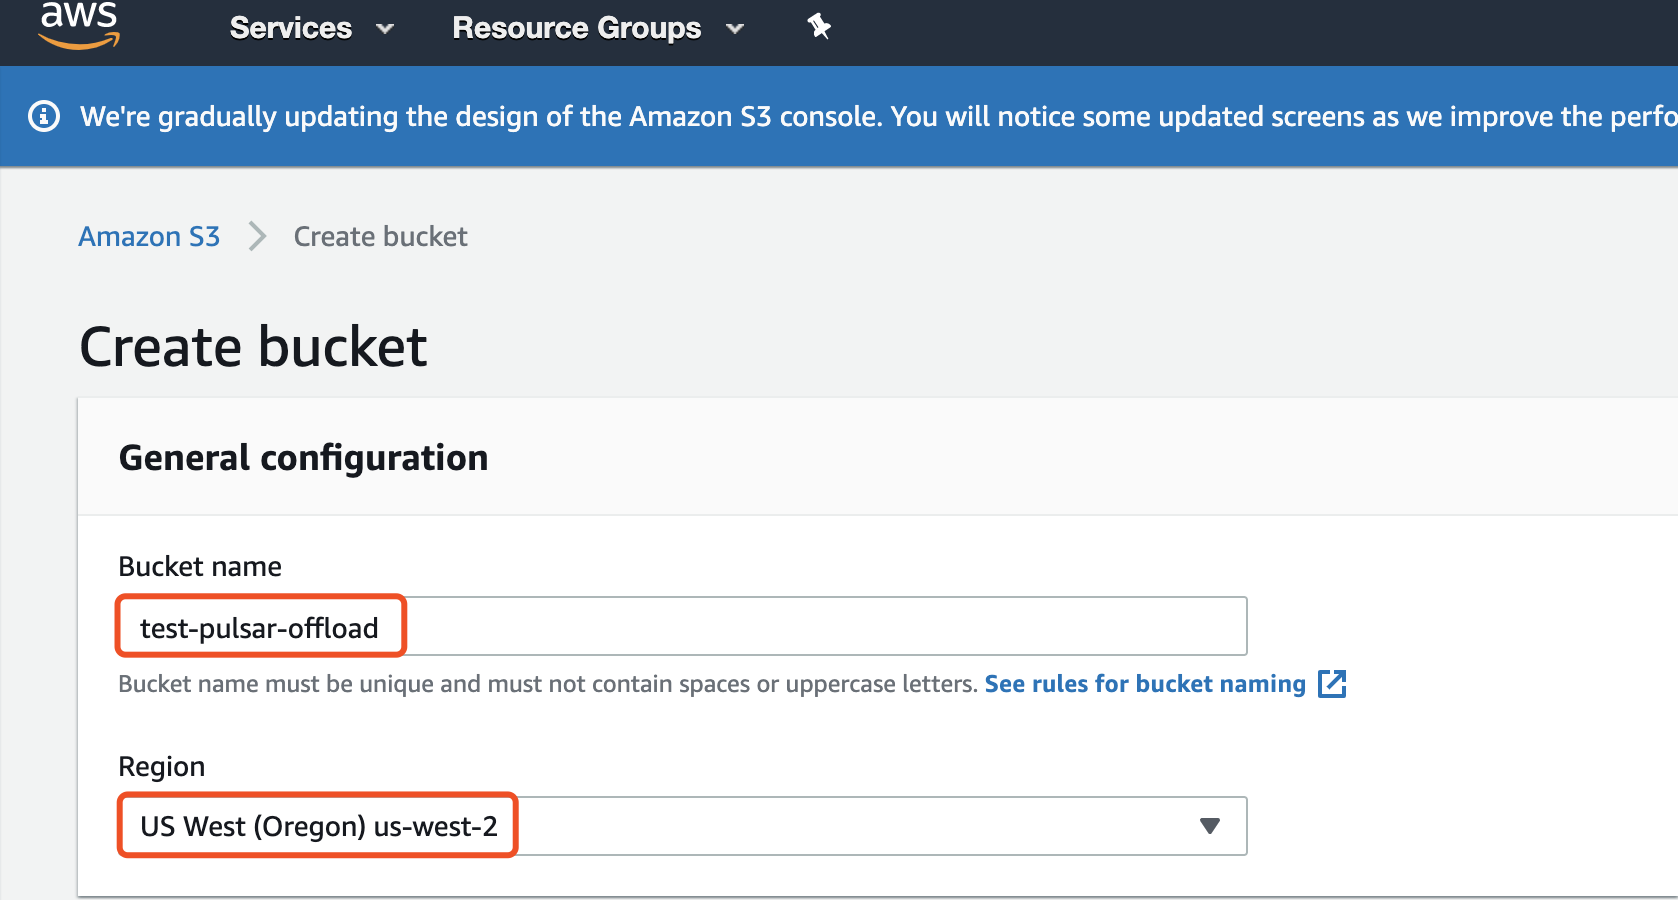 aws
Services
Resource Groups
We're gradually updating the design of the Amazon S3 console. You will notice some updated screens as we improve the perfo
Amazon S3
Create bucket
Create bucket
General configuration
Bucket name
test-pulsar-offload
Bucket name must be unique and must not contain spaces or uppercase letters. See rules for bucket naming
Region
US West (Oregon) us-west-2